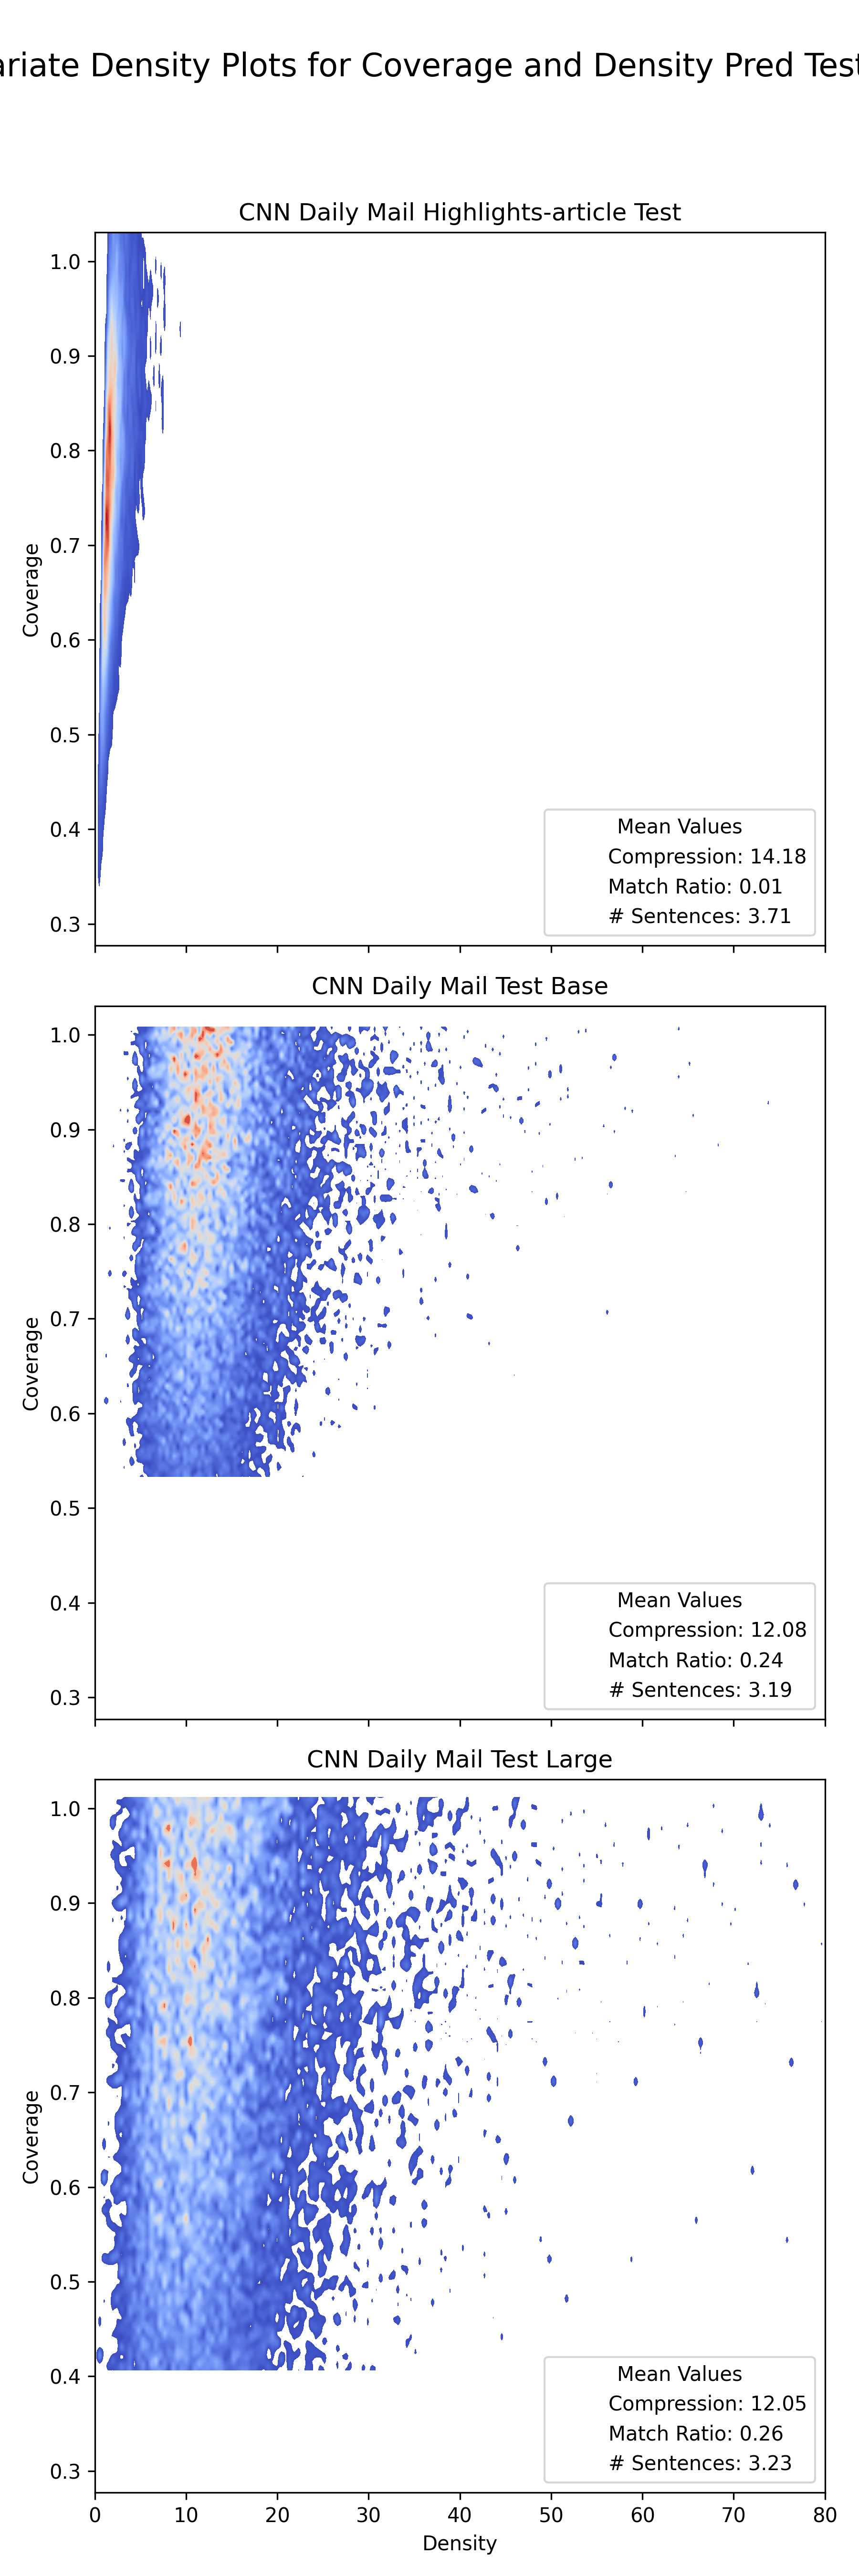 ariate Density Plots for Coverage and Density Pred Test
CNN Daily Mail Highlights-article Test
1.0
0.9
0.8
0.7
0.6
0.5
0.4
0.3
Coverage
Mean Values
Compression: 14.18
Match Ratio: 0.01
# Sentences: 3.71
CNN Daily Mail Test Base
1.0
0.9
0.8
0.7
0.6
0.5
0.4
0.3
Coverage
Mean Values
Compression: 12.08
Match Ratio: 0.24
# Sentences: 3.19
CNN Daily Mail Test Large
1.0
0.9
0.8
0.7
0.6
0.5
0.4
0.3
Coverage
Mean Values
Compression: 12.05
Match Ratio: 0.26
# Sentences: 3.23
0 10 20 30 40 50 60 70 80
Density